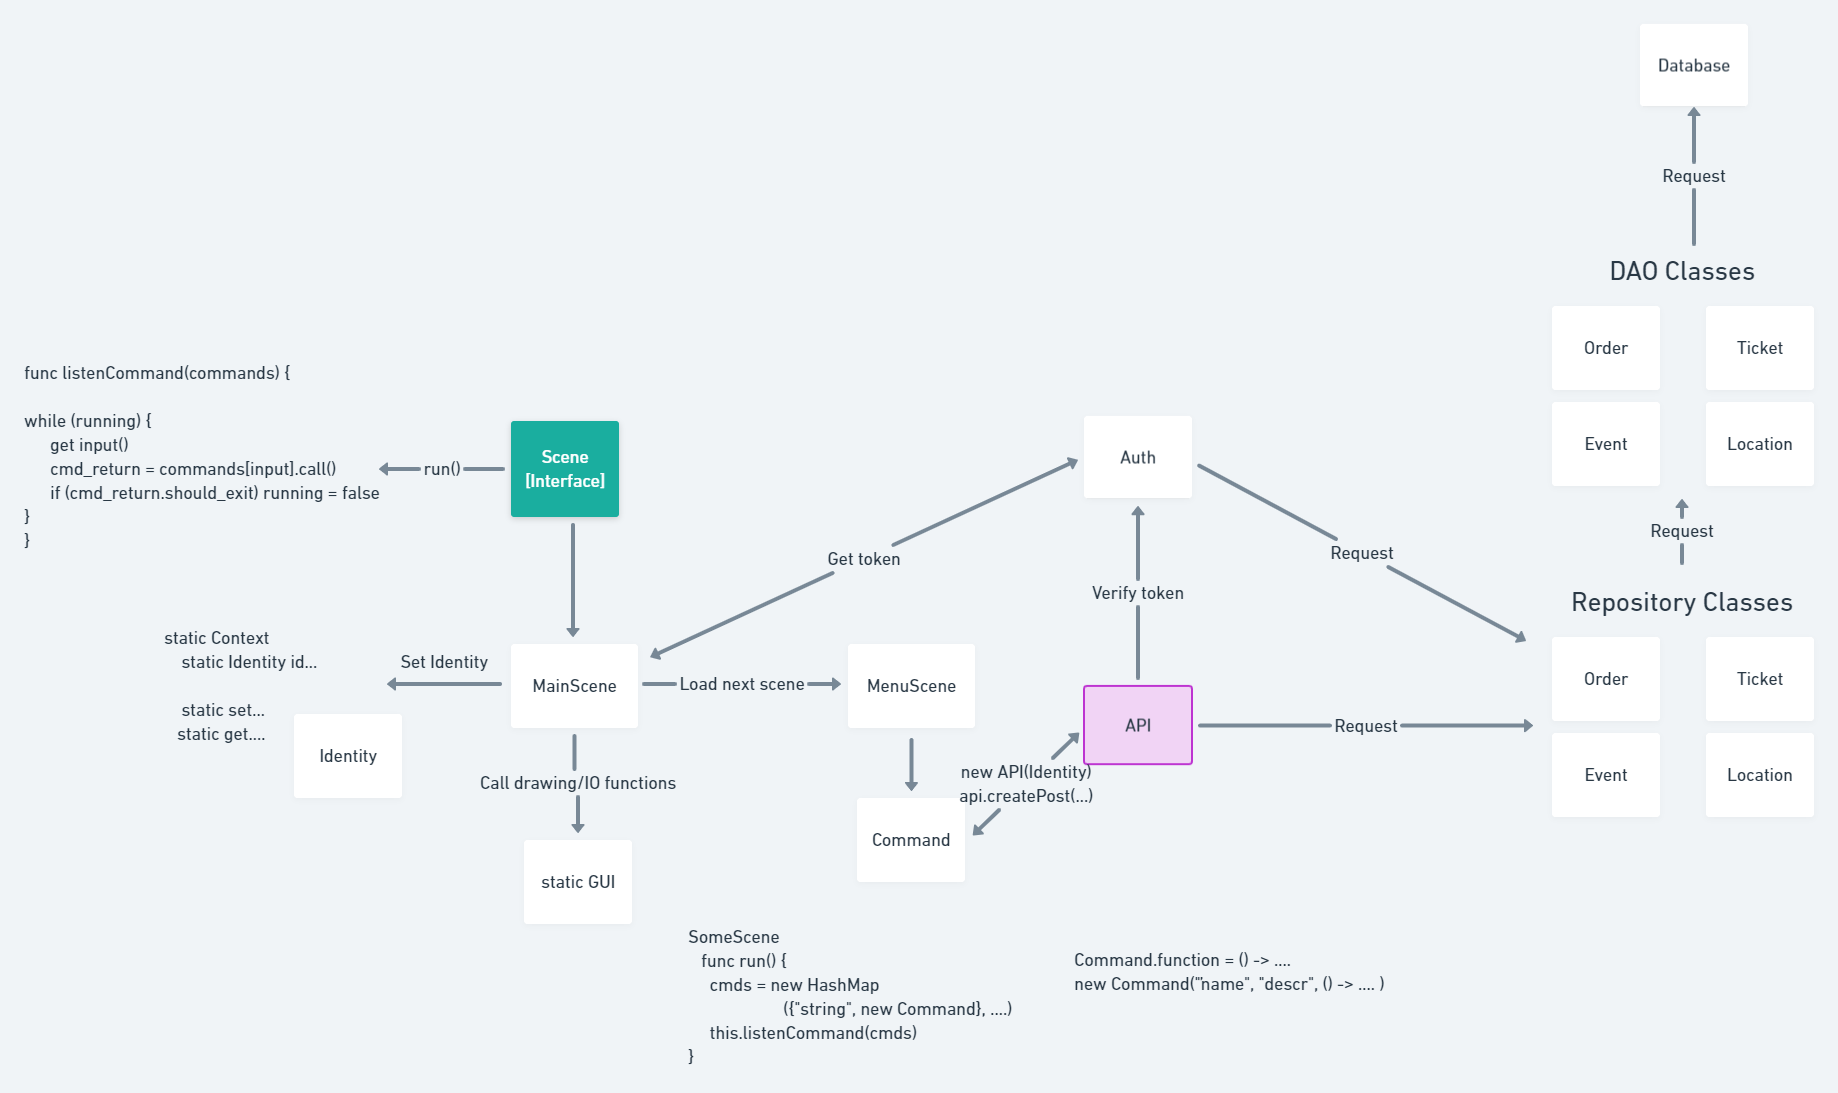 Database
Request
DAO Classes
Order
Ticket
Event
Location
Request
Repository Classes
Order
Ticket
Event
Location
func listenCommand(commands) {
while (running) {
get input()
cmd_return = commands[input].call()
if (cmd_return.should_exit) running = false
}
}
run()
Scene
[Interface]
Auth
Get token
Request
Verify token
static Context
static Identity id...
static set...
static get....
Set Identity
Identity
MainScene
Load next scene
MenuScene
API
Request
Call drawing/IO functions
new API(Identity)
api.createPost(...)
static GUI
Command
SomeScene
func run() {
cmds = new HashMap
({"string", new Command}, ....)
this.listenCommand(cmds)
}
Command.function = () -> ....
new Command("name", "descr", () -> .... )